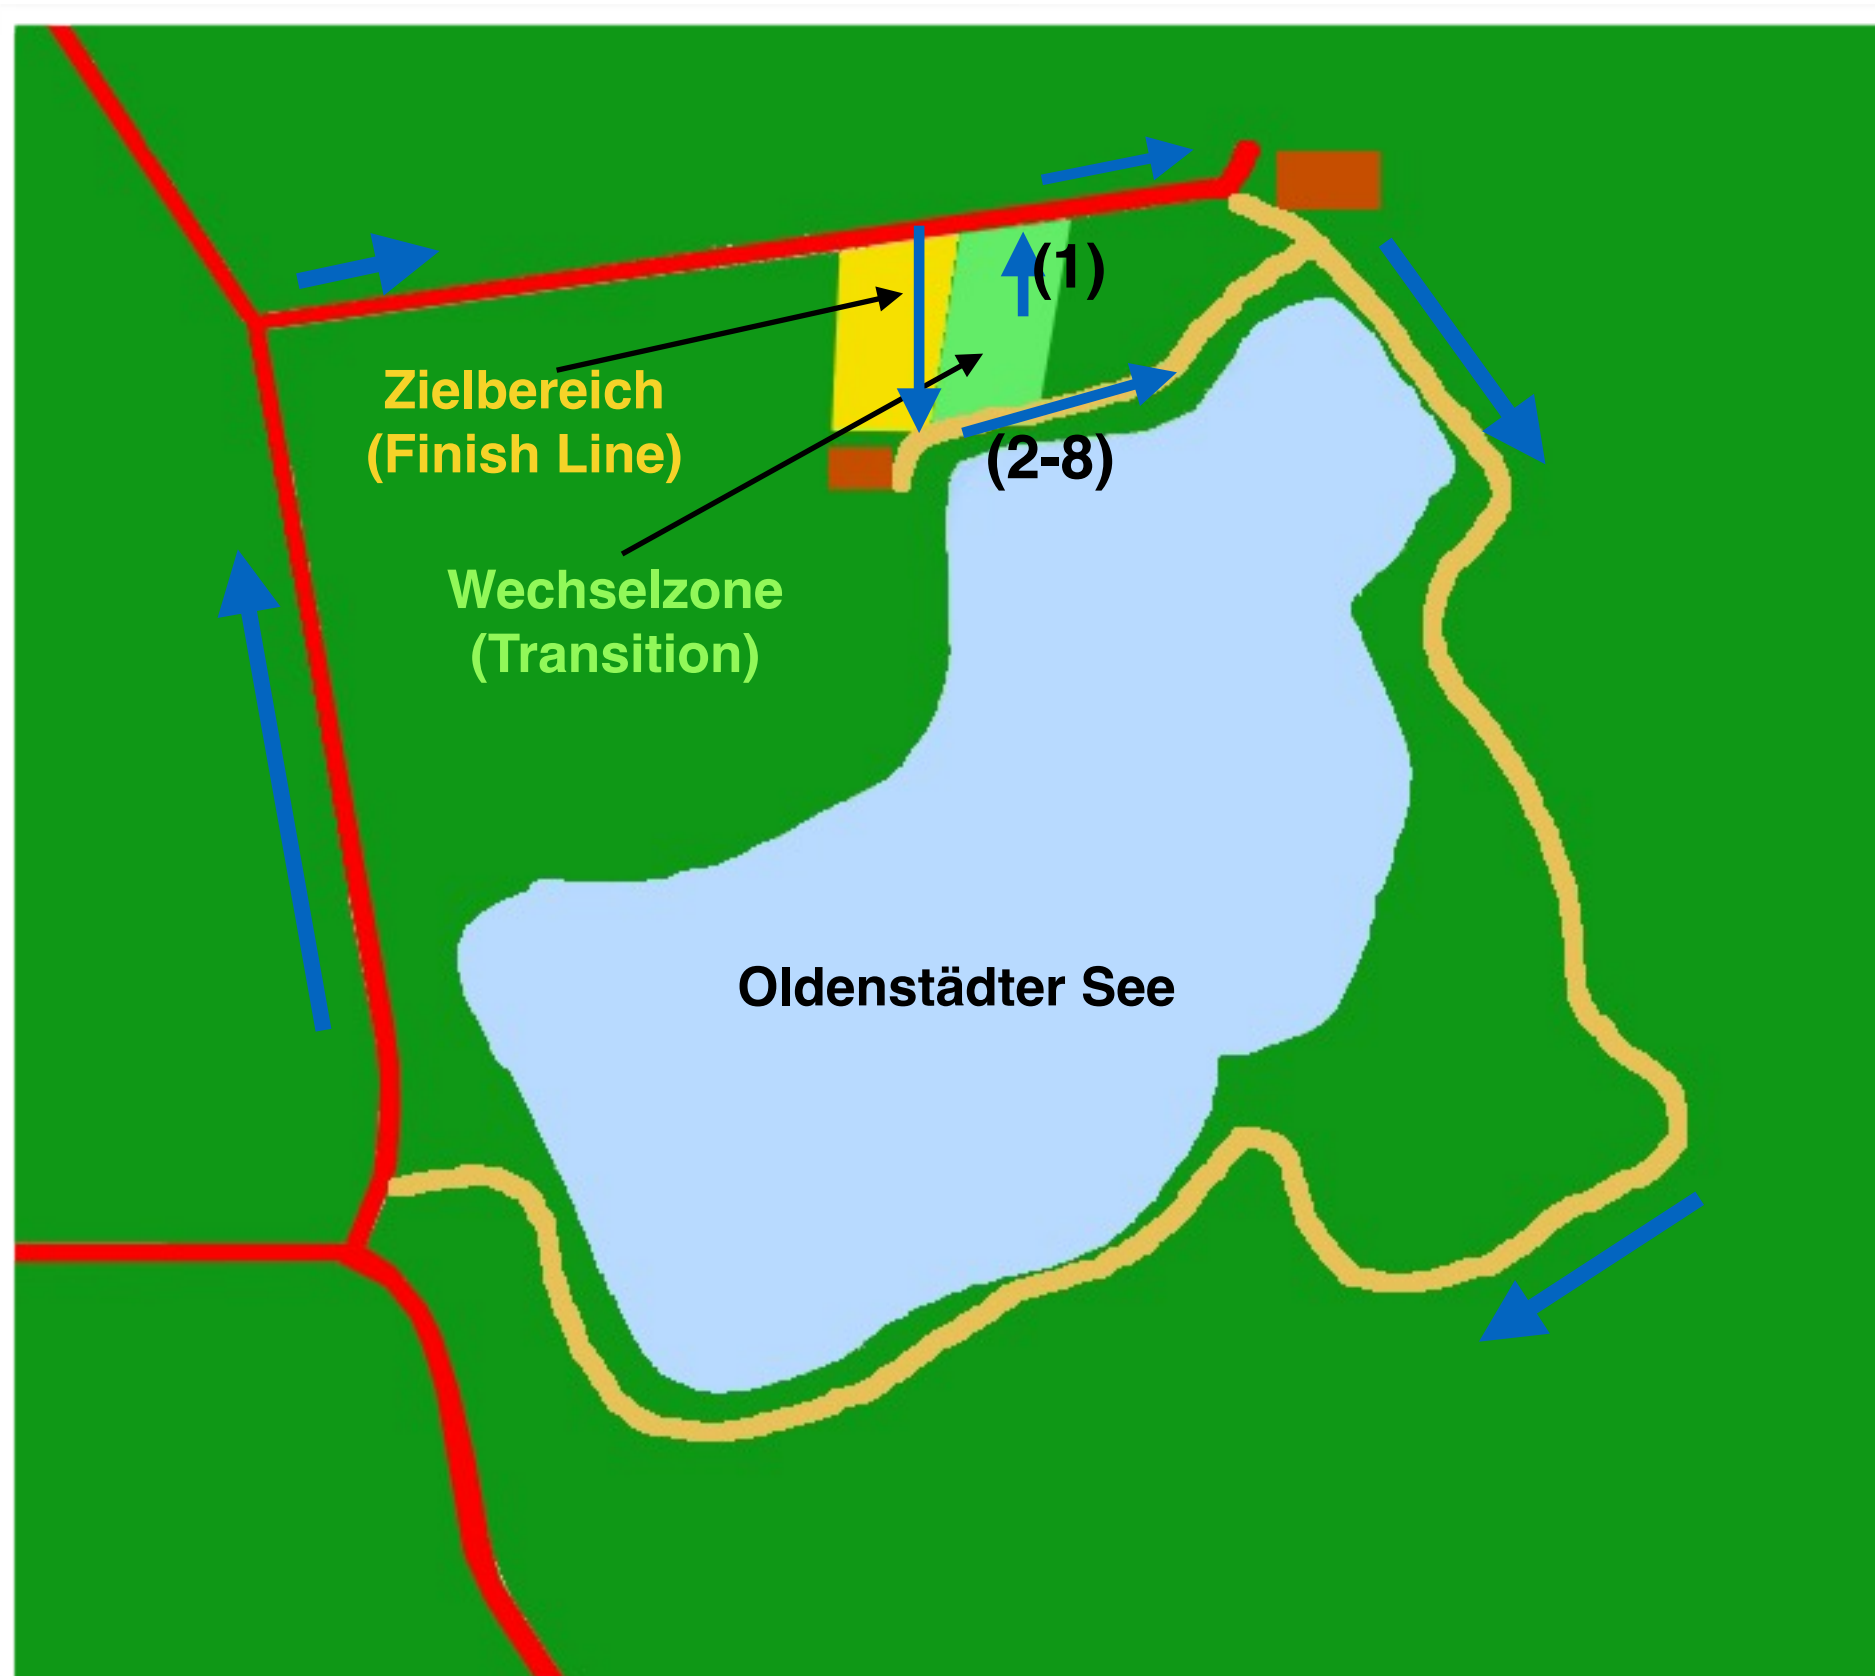 (1)
Zielbereich
(Finish Line)
(2-8)
Wechselzone
(Transition)
Oldenstädter See